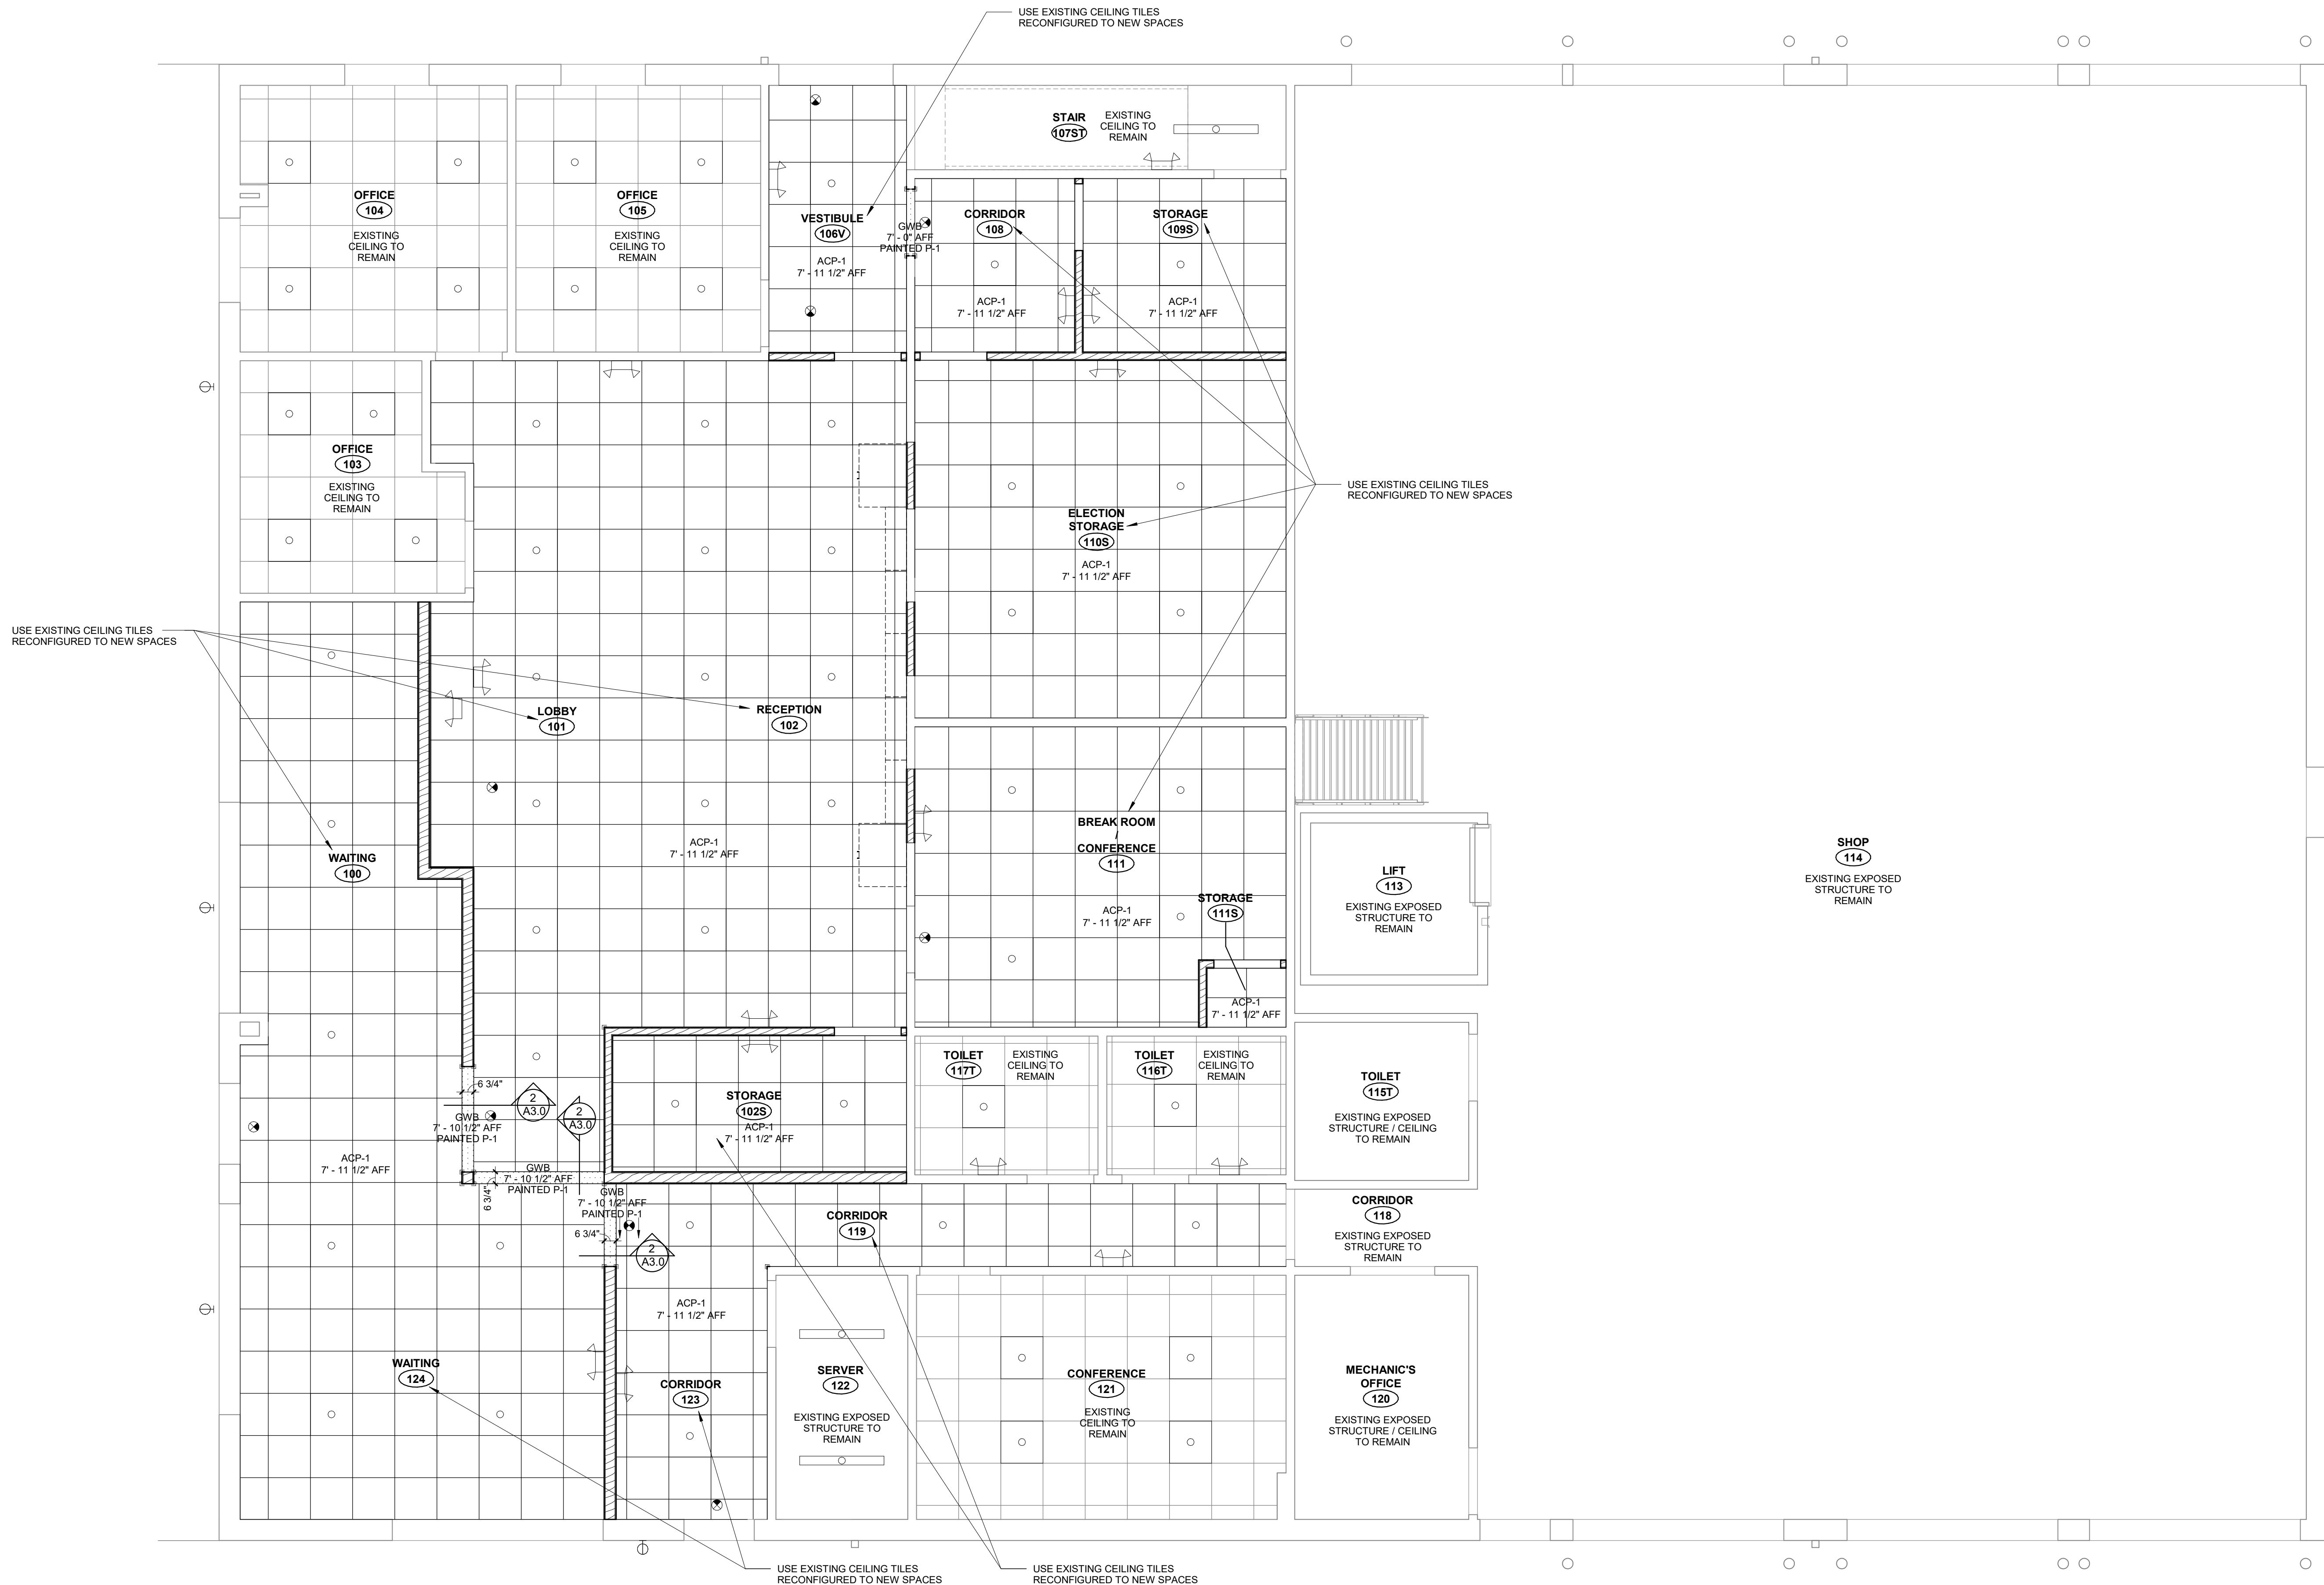 USE EXISTING CEILING TILES
RECONFIGURED TO NEW SPACES
STAIR
107ST
EXISTING
CEILING TO
REMAIN
OFFICE
104
EXISTING
CEILING TO
REMAIN
OFFICE
105
EXISTING
CEILING TO
REMAIN
VESTIBULE
106V
ACP-1
7' - 11 1/2" AFF
GWB
7' - 0" AFF
PAINTED P-1
CORRIDOR
108
ACP-1
7' - 11 1/2" AFF
STORAGE
109S
ACP-1
7' - 11 1/2" AFF
OFFICE
103
EXISTING
CEILING TO
REMAIN
USE EXISTING CEILING TILES
RECONFIGURED TO NEW SPACES
ELECTION
STORAGE
110S
ACP-1
7' - 11 1/2" AFF
USE EXISTING CEILING TILES
RECONFIGURED TO NEW SPACES
LOBBY
101
RECEPTION
102
ACP-1
7' - 11 1/2" AFF
WAITING
100
BREAK ROOM
/
CONFERENCE
111
ACP-1
7' - 11 1/2" AFF
STORAGE
111S
ACP-1
7' - 11 1/2" AFF
LIFT
113
EXISTING EXPOSED
STRUCTURE TO
REMAIN
SHOP
114
EXISTING EXPOSED
STRUCTURE TO
REMAIN
6 3/4"
2
A3.0
2
A3.0
GWB
7' - 10 1/2" AFF
PAINTED P-1
ACP-1
7' - 11 1/2" AFF
GWB
7' - 10 1/2" AFF
PAINTED P-1
6 3/4"
GWB
7' - 10 1/2" AFF
PAINTED P-1
6 3/4"
2
A3.0
STORAGE
102S
ACP-1
7' - 11 1/2" AFF
TOILET
117T
EXISTING
CEILING TO
REMAIN
TOILET
116T
EXISTING
CEILING TO
REMAIN
TOILET
115T
EXISTING EXPOSED
STRUCTURE / CEILING
TO REMAIN
CORRIDOR
119
CORRIDOR
118
EXISTING EXPOSED
STRUCTURE TO
REMAIN
ACP-1
7' - 11 1/2" AFF
WAITING
124
CORRIDOR
123
SERVER
122
EXISTING EXPOSED
STRUCTURE TO
REMAIN
CONFERENCE
121
EXISTING
CEILING TO
REMAIN
MECHANIC'S
OFFICE
120
EXISTING EXPOSED
STRUCTURE / CEILING
TO REMAIN
USE EXISTING CEILING TILES
RECONFIGURED TO NEW SPACES
USE EXISTING CEILING TILES
RECONFIGURED TO NEW SPACES